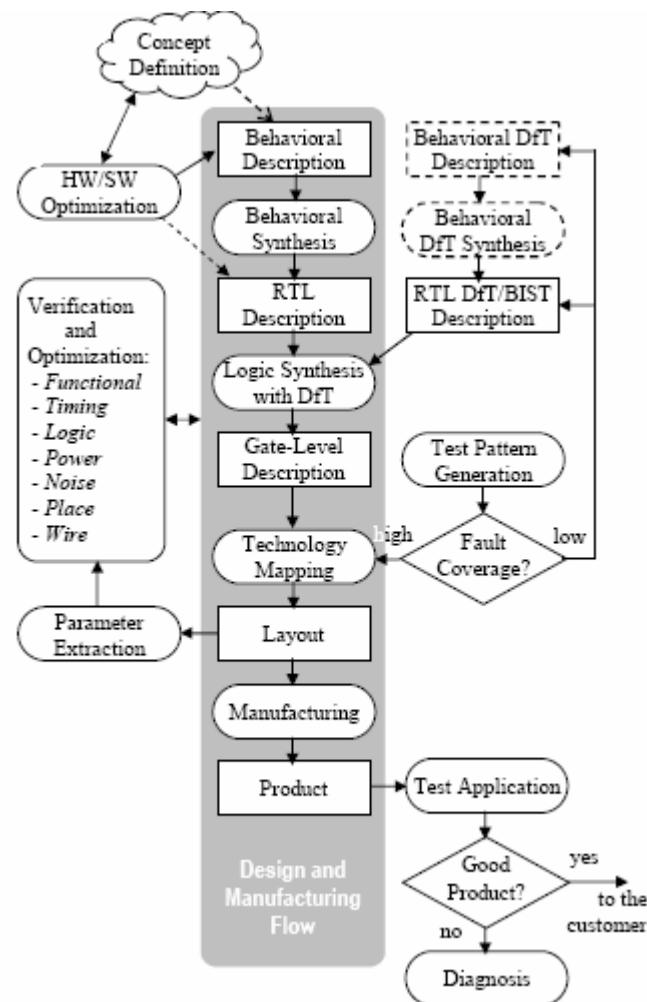 Concept
Definition
Behavioral
Description
Behavioral DfT
Description
HW/SW
Optimization
Behavioral
Synthesis
Behavioral
DfT Synthesis
Verification
and
Optimization:
- Functional
- Timing
- Logic
- Power
- Noise
- Place
- Wire
RTL
Description
RTL DfT/BIST
Description
Logic Synthesis
with DfT
Gate-Level
Description
Test Pattern
Generation
Technology
Mapping
high
Fault
Coverage?
low
Parameter
Extraction
Layout
Manufacturing
Product
Test Application
Design and
Manufacturing
Flow
Good
Product?
yes
to the
customer
no
Diagnosis